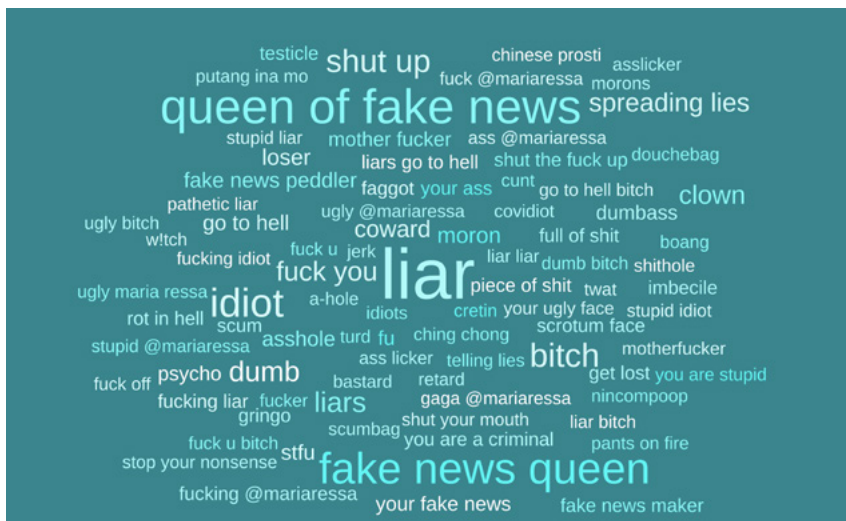 testicle shut up chinese prosti asslicker
putang ina mo fuck @mariaressa morons
queen of fake news spreading lies
stupid liar mother fucker ass @mariaressa
loser liars go to hell shut the fuck up douchebag
fake news peddler faggot your ass cunt go to hell bitch clown
pathetic liar ugly @mariaressa covidiot dumbass
ugly bitch go to hell coward moron full of shit boang
w!tch fuck u jerk liar liar liar dumb bitch shithole
fucking idiot fuck you piece of shit twat imbecile
ugly maria ressa idiot a-hole idiots cretin your ugly face stupid idiot
rot in hell scum asshole turd fu ching chong scrotum face
stupid @mariaressa ass licker telling lies bitch motherfucker
fuck off psycho dumb bastard retard get lost you are stupid
fucking liar fucker liars gaga @mariaressa nincompoop
gringo scumbag shut your mouth liar bitch
fuck u bitch stfu you are a criminal pants on fire
stop your nonsense fake news queen
fucking @mariaressa your fake news fake news maker